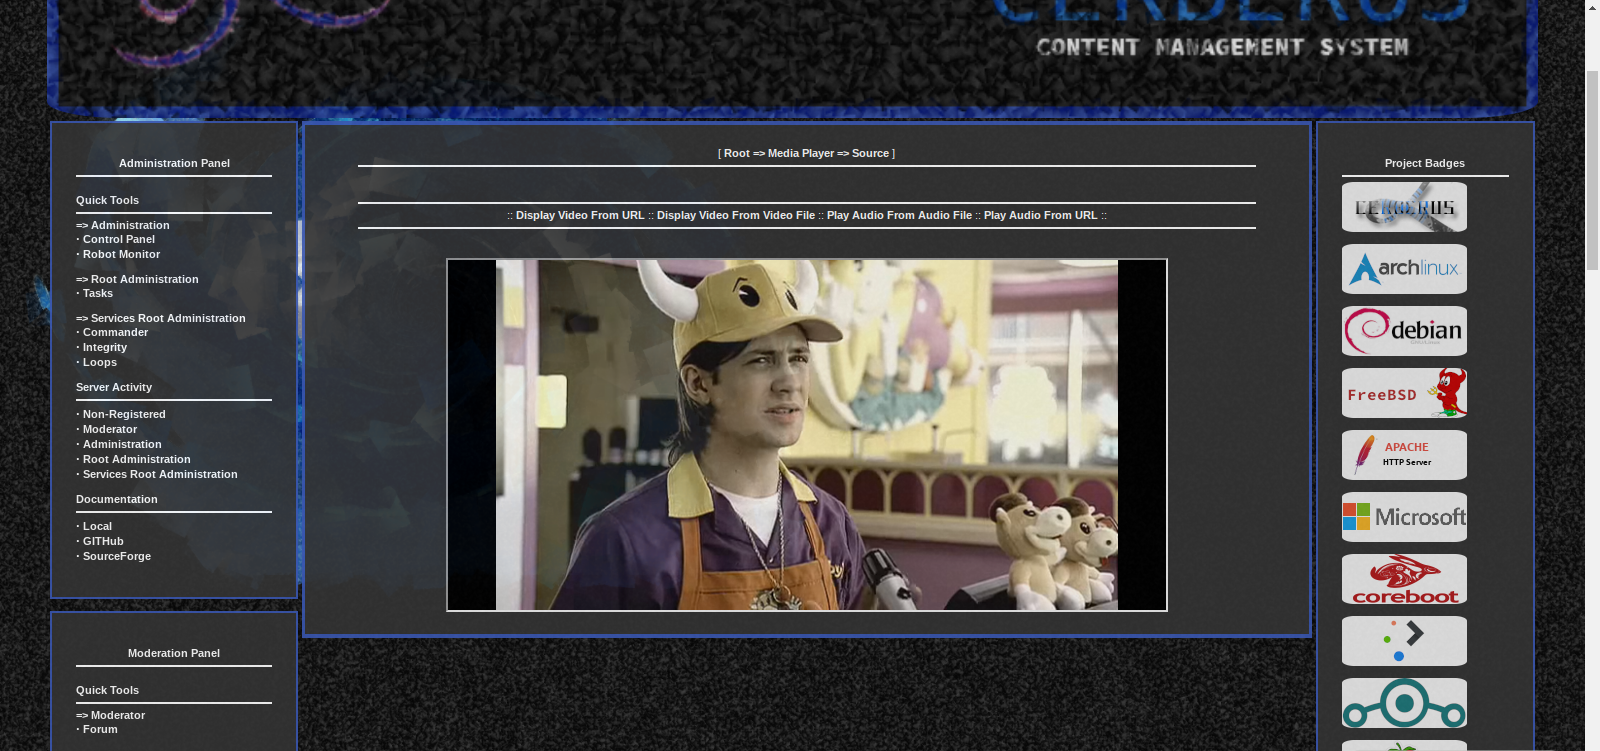 CERBERUS
CONTENT MANAGEMENT SYSTEM
Administration Panel
Quick Tools
=> Administration
· Control Panel
· Robot Monitor
=> Root Administration
· Tasks
=> Services Root Administration
· Commander
· Integrity
· Loops
Server Activity
· Non-Registered
· Moderator
· Administration
· Root Administration
· Services Root Administration
Documentation
· Local
· GITHub
· SourceForge
Moderation Panel
Quick Tools
=> Moderator
· Forum
[ Root => Media Player => Source ]
:: Display Video From URL :: Display Video From Video File :: Play Audio From Audio File :: Play Audio From URL ::
Project Badges
CERBERUS
archlinux
debian
FreeBSD
APACHE
HTTP Server
Microsoft
coreboot